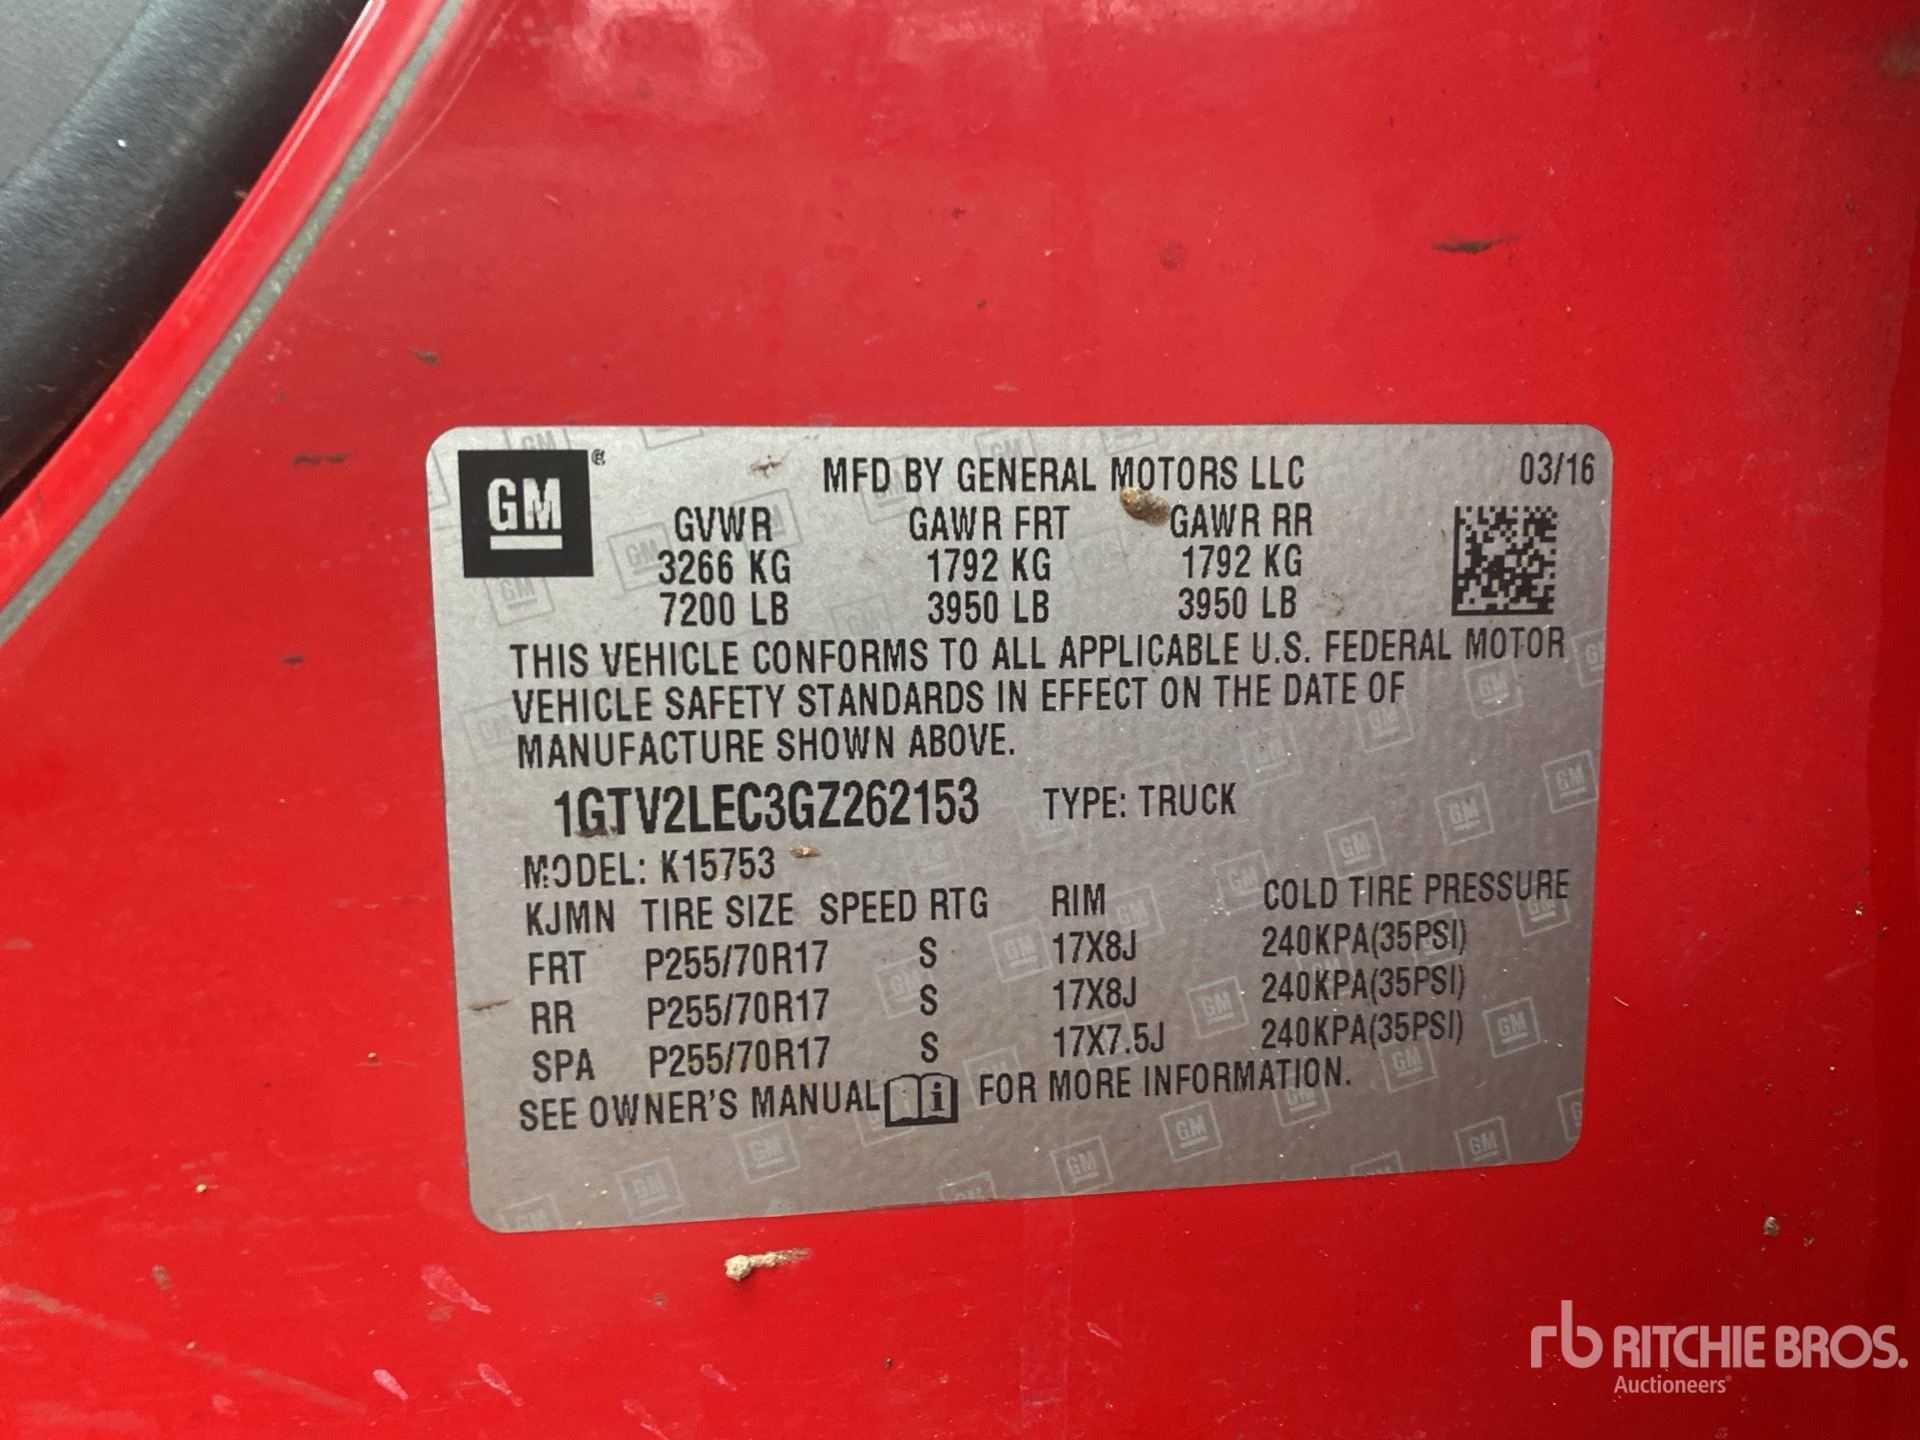 GM
MFD BY GENERAL MOTORS LLC 03/16
GVWR GAWR FRT GAWR RR
3266 KG 1792 KG 1792 KG
7200 LB 3950 LB 3950 LB
THIS VEHICLE CONFORMS TO ALL APPLICABLE U.S. FEDERAL MOTOR
VEHICLE SAFETY STANDARDS IN EFFECT ON THE DATE OF
MANUFACTURE SHOWN ABOVE.
1GTV2LEC3GZ262153 TYPE: TRUCK
MODEL: K15753
KJMN TIRE SIZE SPEED RTG RIM COLD TIRE PRESSURE
FRT P255/70R17 S 17X8J 240KPA(35PSI)
RR P255/70R17 S 17X8J 240KPA(35PSI)
SPA P255/70R17 S 17X7.5J 240KPA(35PSI)
SEE OWNER'S MANUAL i FOR MORE INFORMATION.
rb RITCHIE BROS.
Auctioneers